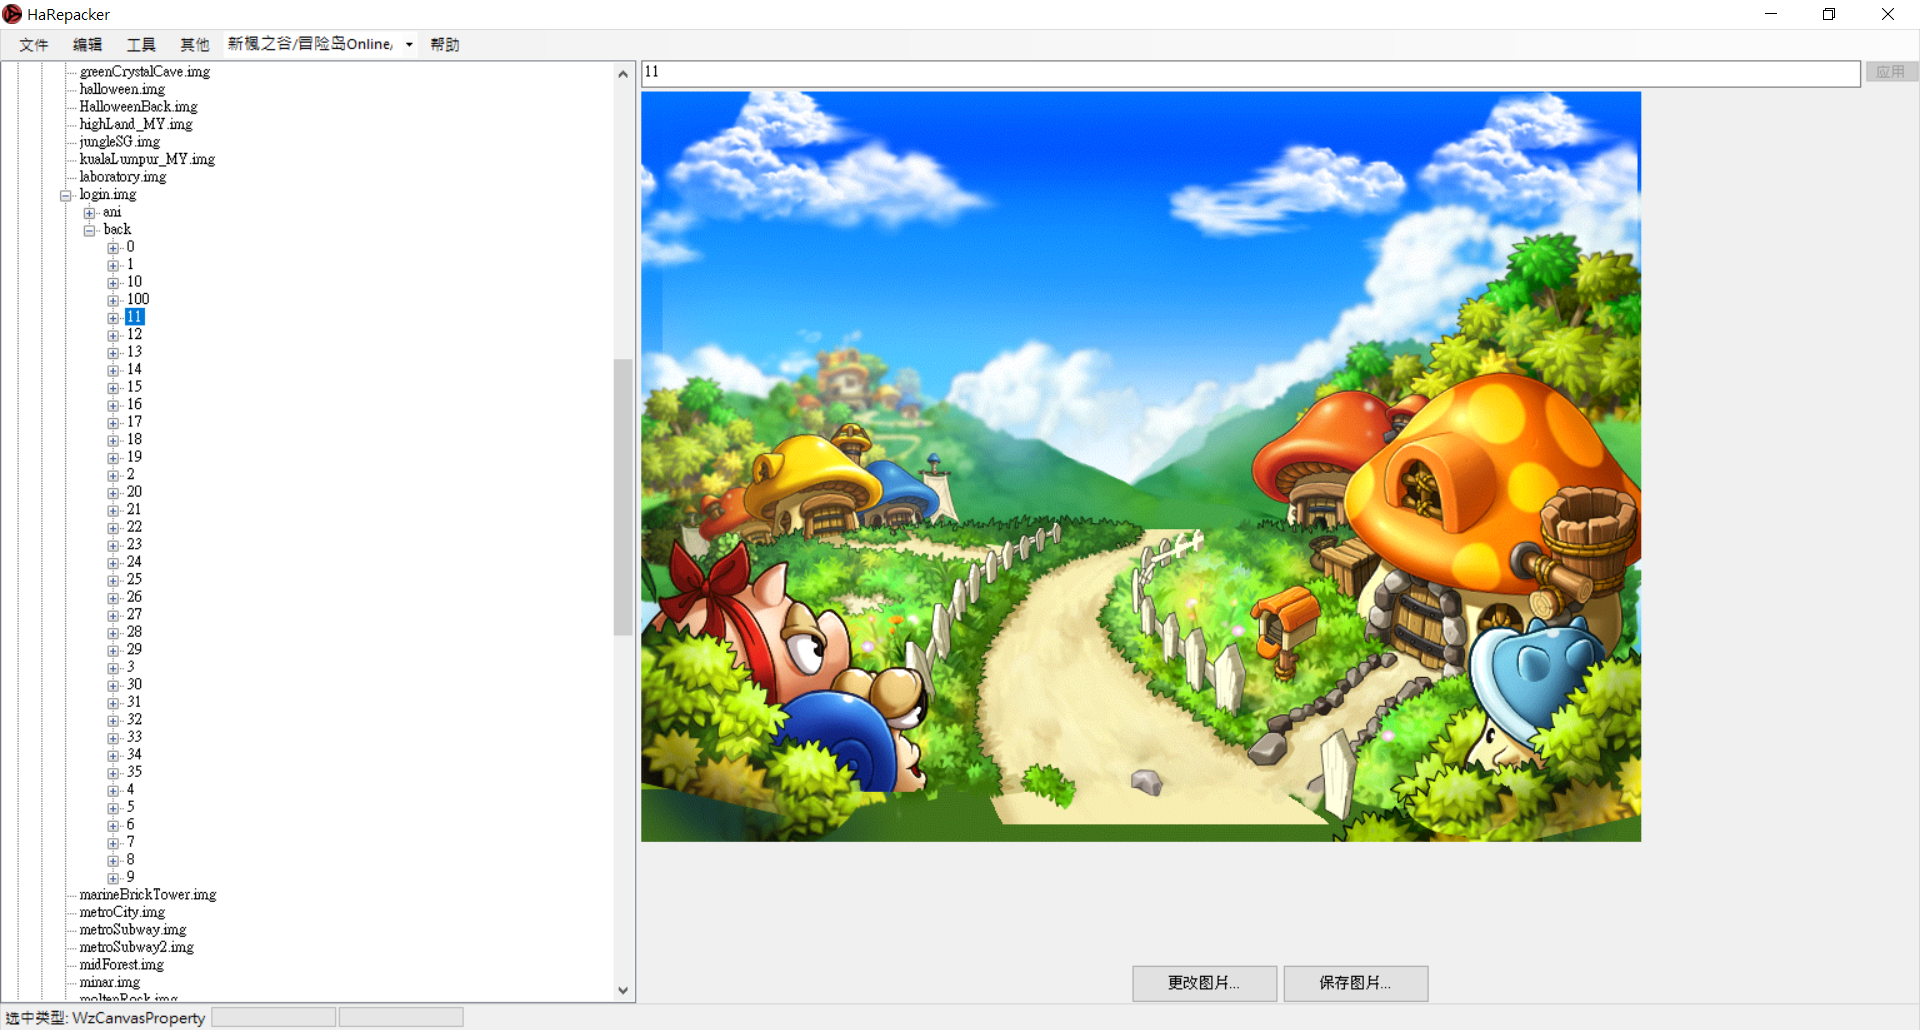 HaRepacker
文件 编辑 工具 其他 新楓之谷/冒险岛Online/ 帮助
greenCrystalCave.img
halloween.img
HalloweenBack.img
highLand_MY.img
jungleSG.img
kualaLumpur_MY.img
laboratory.img
login.img
ani
back
0
1
10
100
11
12
13
14
15
16
17
18
19
2
20
21
22
23
24
25
26
27
28
29
3
30
31
32
33
34
35
4
5
6
7
8
9
marineBrickTower.img
metroCity.img
metroSubway.img
metroSubway2.img
midForest.img
minar.img
moltenRock.img
11
应用
更改图片...
保存图片...
选中类型: WzCanvasProperty